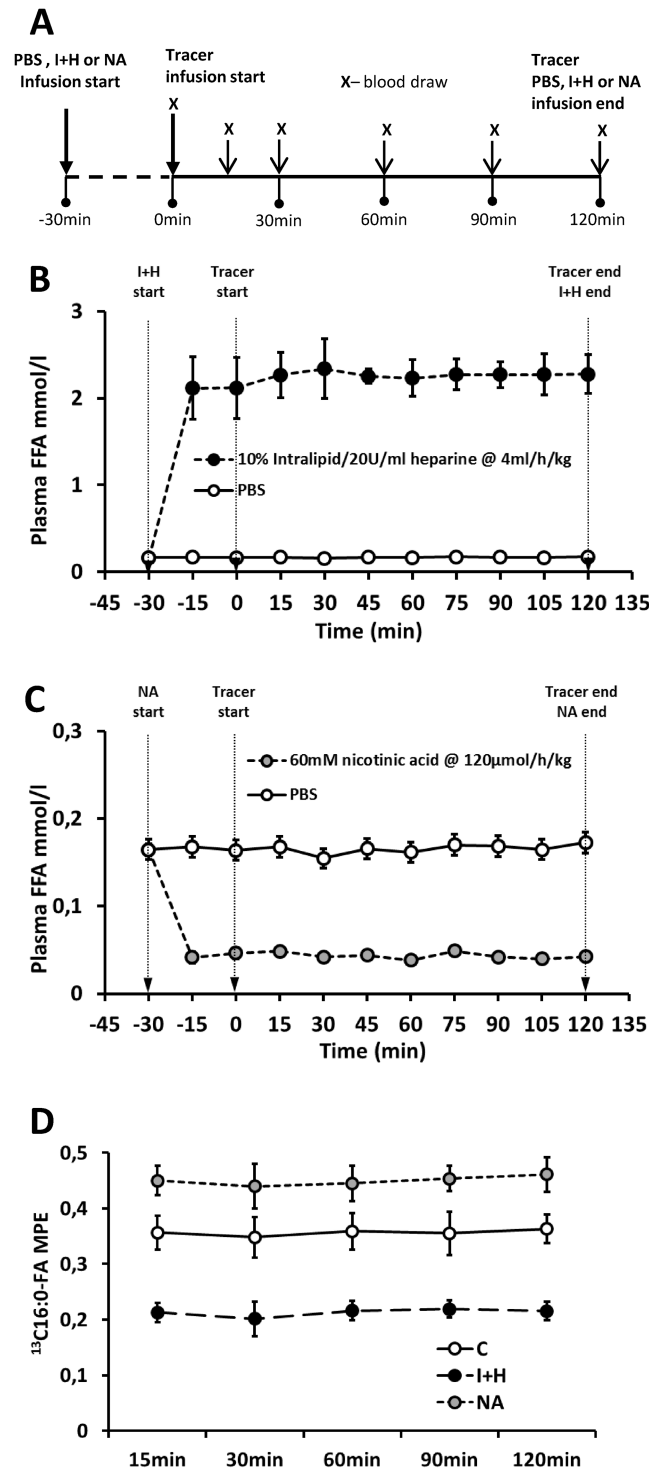 A
PBS , I+H or NA
Infusion start
Tracer
infusion start
X– blood draw
Tracer
PBS, I+H or NA
infusion end
X
X
X
X
X
X
-30min
0min
30min
60min
90min
120min
B
I+H
start
Tracer
start
Tracer end
I+H end
Plasma FFA mmol/l
3
2
1
0
10% Intralipid/20U/ml heparine @ 4ml/h/kg
PBS
-45 -30 -15 0 15 30 45 60 75 90 105 120 135
Time (min)
C
NA
start
Tracer
start
Tracer end
NA end
Plasma FFA mmol/l
0,3
0,2
0,1
0
60mM nicotinic acid @ 120µmol/h/kg
PBS
-45 -30 -15 0 15 30 45 60 75 90 105 120 135
Time (min)
D
¹³C16:0-FA MPE
0,5
0,4
0,3
0,2
0,1
0
C
I+H
NA
15min 30min 60min 90min 120min